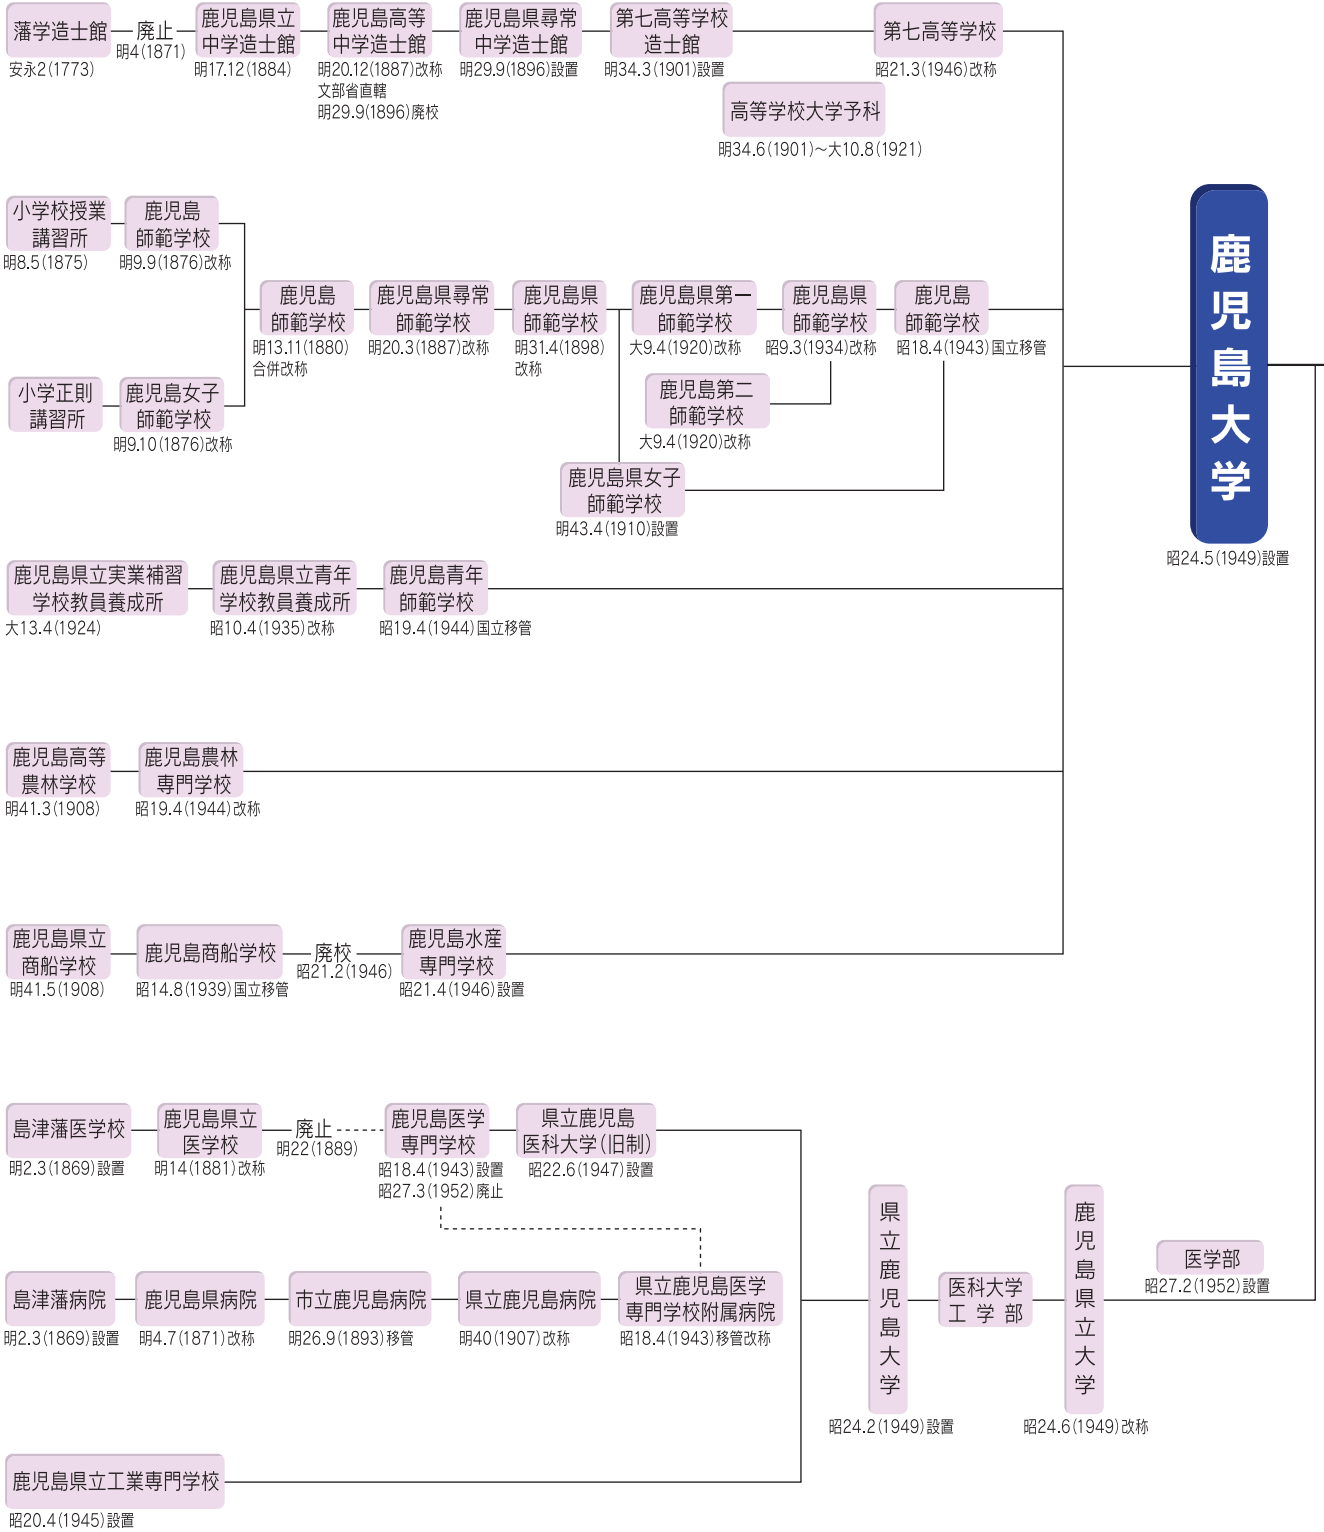 藩学造士館
安永2(1773)
廃止
明4(1871)
鹿児島県立
中学造士館
明17.12(1884)
鹿児島高等
中学造士館
明20.12(1887)改称
文部省直轄
明29.9(1896)廃校
鹿児島県尋常
中学造士館
明29.9(1896)設置
第七高等学校
造士館
明34.3(1901)設置
高等学校大学予科
明34.6(1901)～大10.8(1921)
第七高等学校
昭21.3(1946)改称
小学校授業
講習所
明8.5(1875)
鹿児島
師範学校
明9.9(1876)改称
小学正則
講習所
鹿児島女子
師範学校
明9.10(1876)改称
鹿児島
師範学校
明13.11(1880)
合併改称
鹿児島県尋常
師範学校
明20.3(1887)改称
鹿児島県
師範学校
明31.4(1898)
改称
鹿児島県第一
師範学校
大9.4(1920)改称
鹿児島第二
師範学校
大9.4(1920)改称
鹿児島県女子
師範学校
明43.4(1910)設置
鹿児島県
師範学校
昭9.3(1934)改称
鹿児島
師範学校
昭18.4(1943)国立移管
鹿児島県立実業補習
学校教員養成所
大13.4(1924)
鹿児島県立青年
学校教員養成所
昭10.4(1935)改称
鹿児島青年
師範学校
昭19.4(1944)国立移管
鹿児島高等
農林学校
明41.3(1908)
鹿児島農林
専門学校
昭19.4(1944)改称
鹿児島県立
商船学校
明41.5(1908)
鹿児島商船学校
昭14.8(1939)国立移管
廃校
昭21.2(1946)
鹿児島水産
専門学校
昭21.4(1946)設置
鹿児島大学
昭24.5(1949)設置
島津藩医学校
明2.3(1869)設置
鹿児島県立
医学校
明14(1881)改称
廃止
明22(1889)
鹿児島医学
専門学校
昭18.4(1943)設置
昭27.3(1952)廃止
県立鹿児島
医科大学(旧制)
昭22.6(1947)設置
島津藩病院
明2.3(1869)設置
鹿児島県病院
明4.7(1871)改称
市立鹿児島病院
明26.9(1893)移管
県立鹿児島病院
明40(1907)改称
県立鹿児島医学
専門学校附属病院
昭18.4(1943)移管改称
鹿児島県立工業専門学校
昭20.4(1945)設置
県立鹿児島大学
昭24.2(1949)設置
医科大学
工学部
鹿児島県立大学
昭24.6(1949)改称
医学部
昭27.2(1952)設置